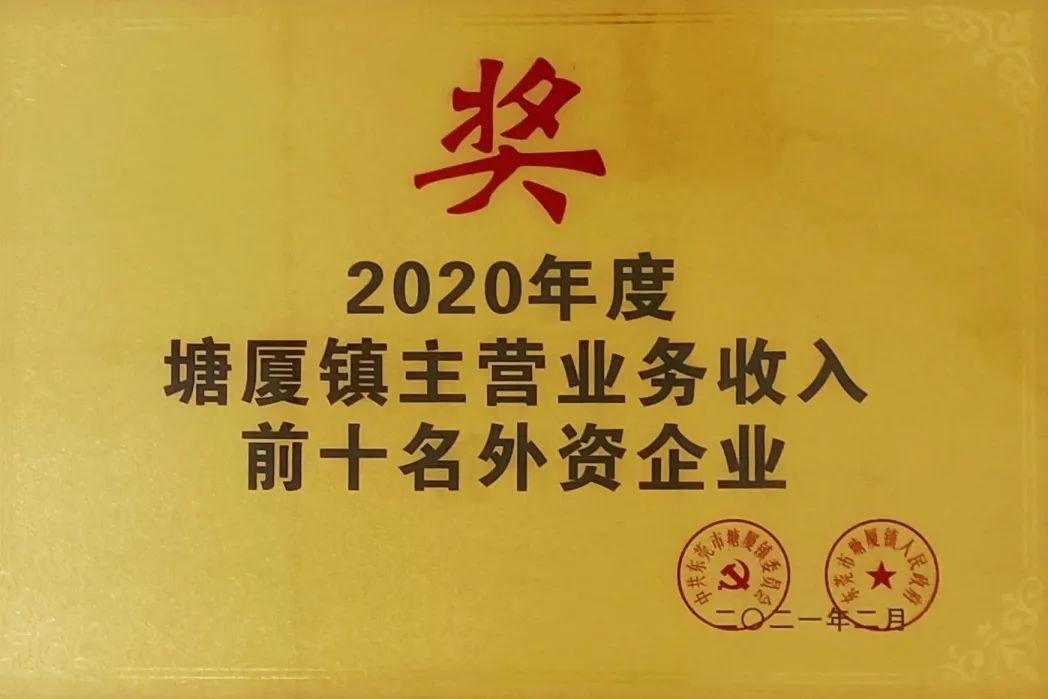 奖
2020年度
塘厦镇主营业务收入
前十名外资企业
中共东莞市塘厦镇委员会
东莞市塘厦镇人民政府
二〇二一年二月